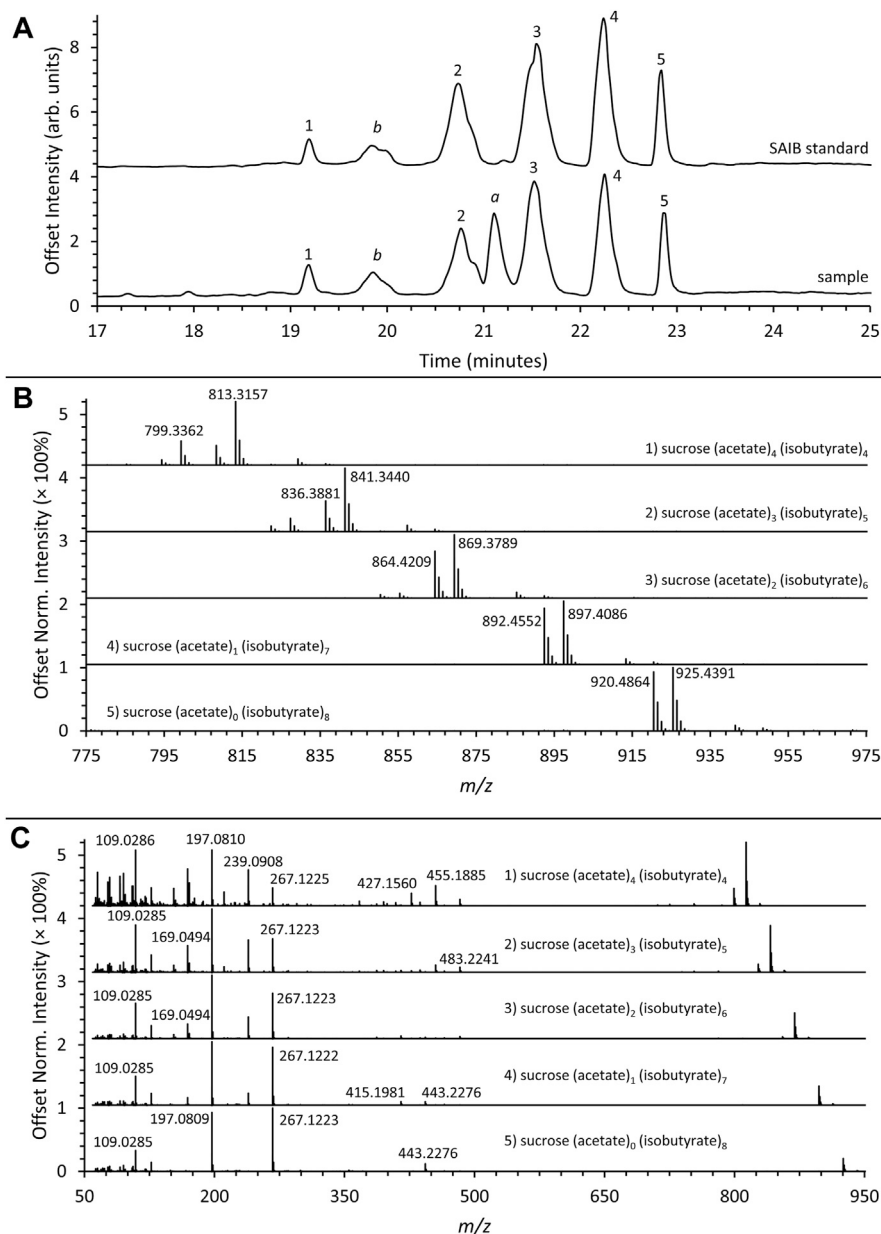 A
8
6
4
2
0
Offset Intensity (arb. units)
1
b
2
3
4
5
SAIB standard
1
b
2
a
3
4
5
sample
17 18 19 20 21 22 23 24 25
Time (minutes)
B
5
4
3
2
1
0
Offset Norm. Intensity (× 100%)
813.3157
799.3362
1) sucrose (acetate)4 (isobutyrate)4
841.3440
836.3881
2) sucrose (acetate)3 (isobutyrate)5
869.3789
864.4209
3) sucrose (acetate)2 (isobutyrate)6
897.4086
892.4552
4) sucrose (acetate)1 (isobutyrate)7
920.4864 925.4391
5) sucrose (acetate)0 (isobutyrate)8
775 795 815 835 855 875 895 915 935 955 975
m/z
C
5
4
3
2
1
0
Offset Norm. Intensity (× 100%)
109.0286 197.0810
239.0908
267.1225 427.1560 455.1885
1) sucrose (acetate)4 (isobutyrate)4
109.0285
169.0494 267.1223
483.2241
2) sucrose (acetate)3 (isobutyrate)5
109.0285
169.0494 267.1223
3) sucrose (acetate)2 (isobutyrate)6
109.0285
267.1222
415.1981 443.2276
4) sucrose (acetate)1 (isobutyrate)7
197.0809 267.1223
109.0285
443.2276
5) sucrose (acetate)0 (isobutyrate)8
50 200 350 500 650 800 950
m/z